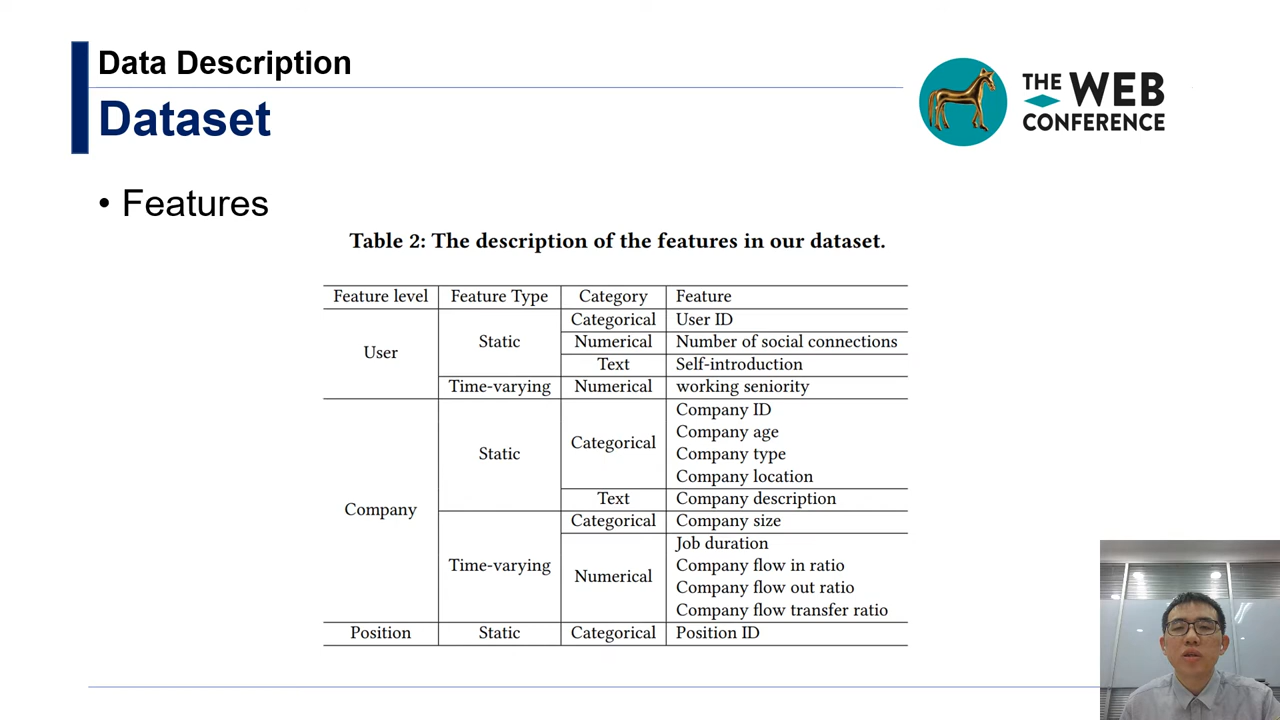 Data Description
Dataset
THE WEB
CONFERENCE
• Features
Table 2: The description of the features in our dataset.
Feature level Feature Type Category Feature
User Static Categorical User ID
Numerical Number of social connections
Text Self-introduction
Time-varying Numerical working seniority
Company Static Categorical Company ID
Company age
Company type
Company location
Text Company description
Time-varying Categorical Company size
Numerical Job duration
Company flow in ratio
Company flow out ratio
Company flow transfer ratio
Position Static Categorical Position ID